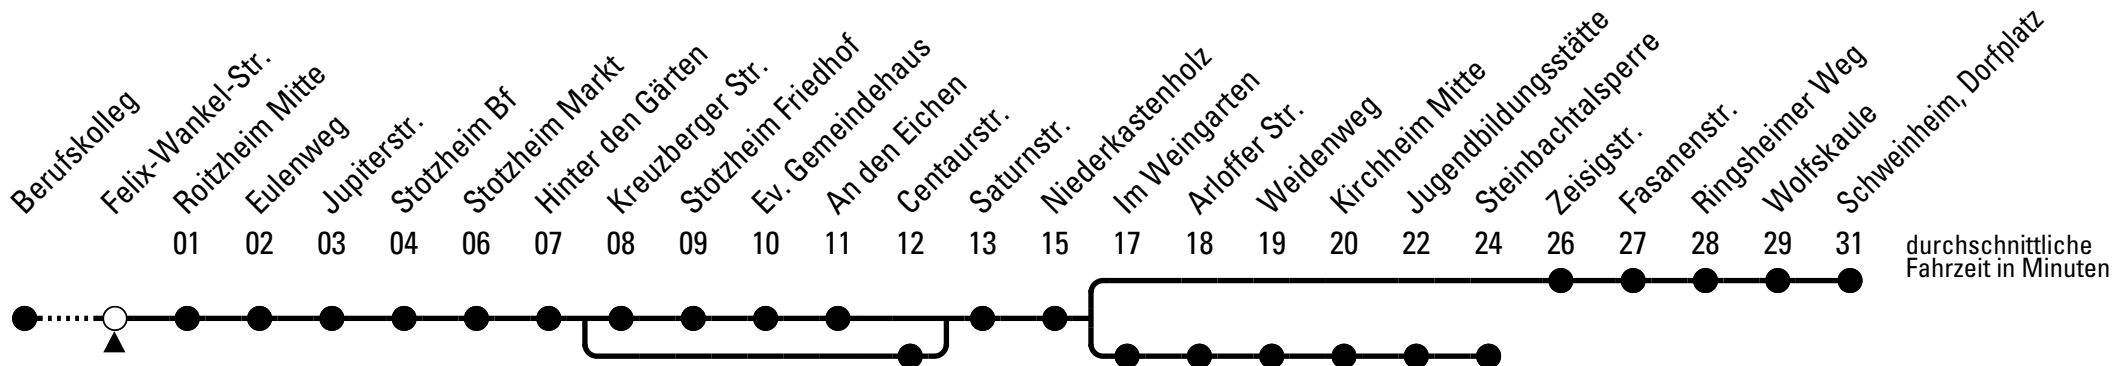 Berufskolleg
Felix-Wankel-Str.
Roitzheim Mitte
Eulenweg
Jupiterstr.
Stotzheim Bf
Stotzheim Markt
Hinter den Gärten
Kreuzberger Str.
Stotzheim Friedhof
Ev. Gemeindehaus
An den Eichen
Centaurstr.
Saturnstr.
Niederkastenholz
Im Weingarten
Arloffer Str.
Weidenweg
Kirchheim Mitte
Jugendbildungsstätte
Steinbachtalsperre
Zeisigstr.
Fasanenstr.
Ringsheimer Weg
Wolfskaule
Schweinheim, Dorfplatz
01 02 03 04 06 07 08 09 10 11 12 13 15 17 18 19 20 22 24 26 27 28 29 31
durchschnittliche
Fahrzeit in Minuten